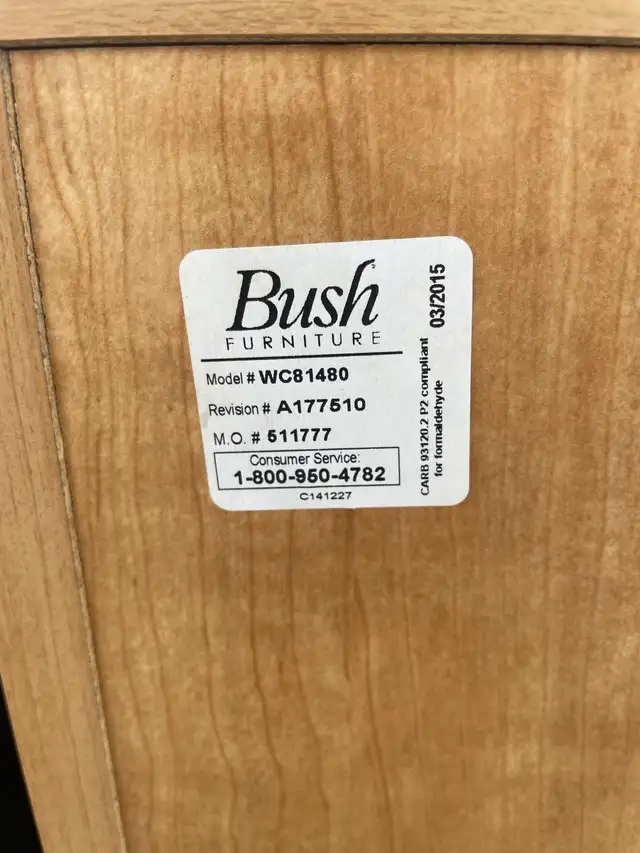 Bush
FURNITURE
Model # WC81480
Revision # A177510
M.O. # 511777
Consumer Service:
1-800-950-4782
C141227
CARB 93120.2 P2 compliant
for formaldehyde
03/2015